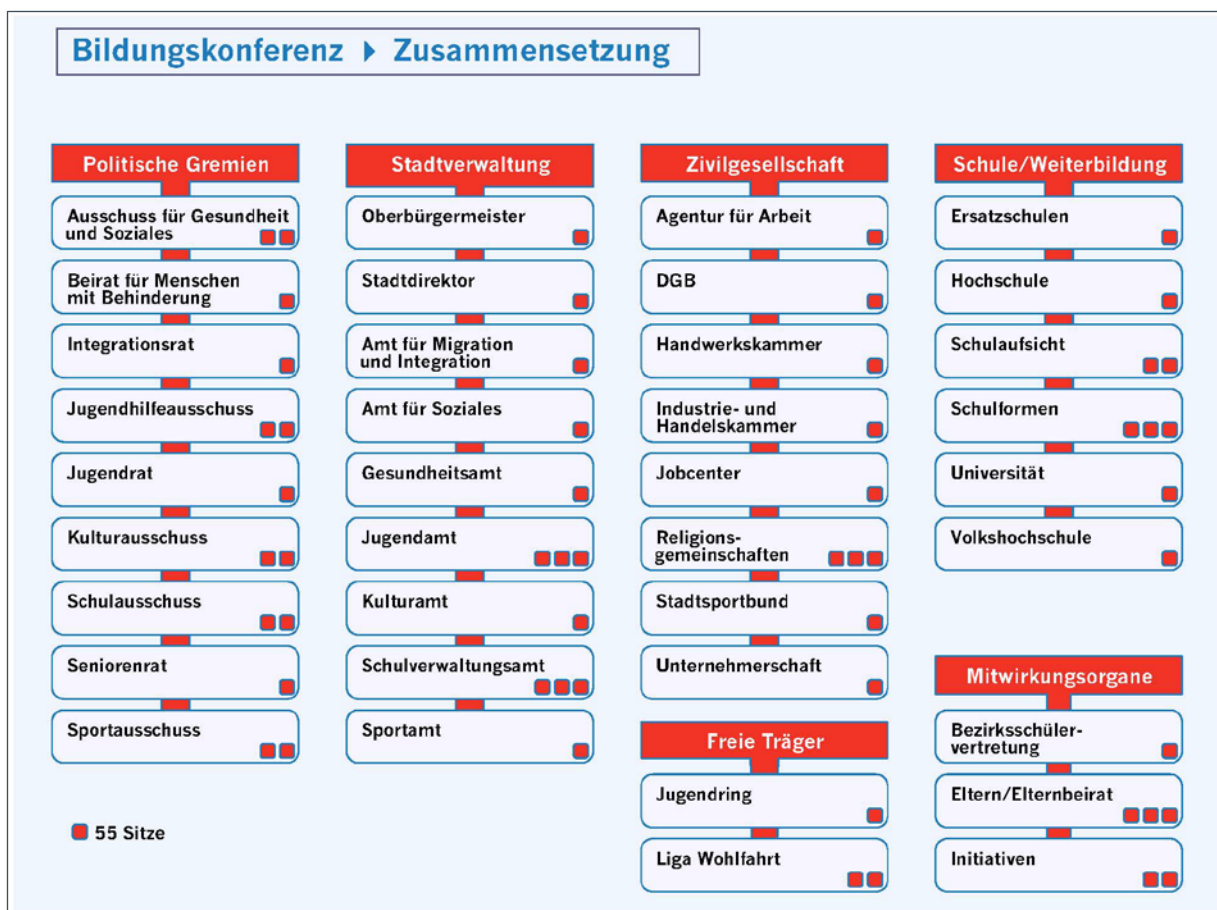 Bildungskonferenz ▸ Zusammensetzung
Politische Gremien
Ausschuss für Gesundheit
und Soziales
Beirat für Menschen
mit Behinderung
Integrationsrat
Jugendhilfeausschuss
Jugendrat
Kulturausschuss
Schulausschuss
Seniorenrat
Sportausschuss
55 Sitze
Stadtverwaltung
Oberbürgermeister
Stadtdirektor
Amt für Migration
und Integration
Amt für Soziales
Gesundheitsamt
Jugendamt
Kulturamt
Schulverwaltungsamt
Sportamt
Zivilgesellschaft
Agentur für Arbeit
DGB
Handwerkskammer
Industrie- und
Handelskammer
Jobcenter
Religions-
gemeinschaften
Stadtsportbund
Unternehmerschaft
Freie Träger
Jugendring
Liga Wohlfahrt
Schule/Weiterbildung
Ersatzschulen
Hochschule
Schulaufsicht
Schulformen
Universität
Volkshochschule
Mitwirkungsorgane
Bezirksschüler-
vertretung
Eltern/Elternbeirat
Initiativen